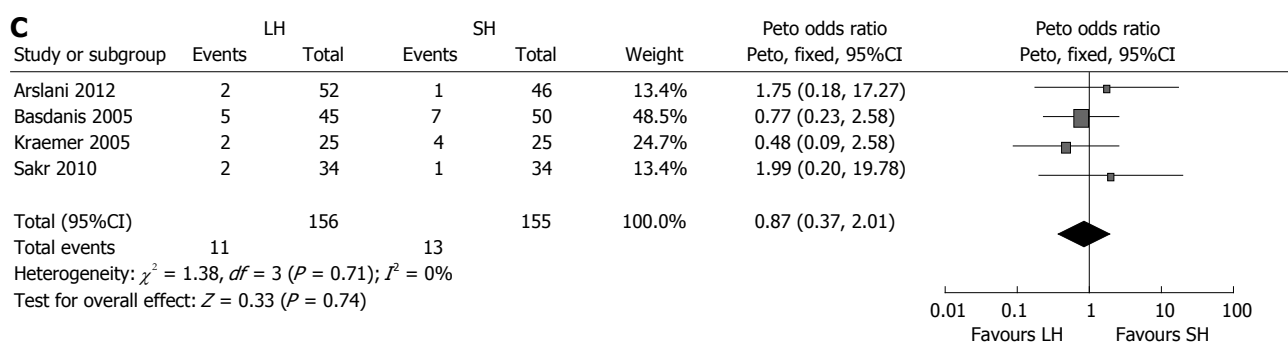 C
LH SH Peto odds ratio Peto odds ratio
Study or subgroup Events Total Events Total Weight Peto, fixed, 95%CI Peto, fixed, 95%CI
Arslani 2012 2 52 1 46 13.4% 1.75 (0.18, 17.27)
Basdanis 2005 5 45 7 50 48.5% 0.77 (0.23, 2.58)
Kraemer 2005 2 25 4 25 24.7% 0.48 (0.09, 2.58)
Sakr 2010 2 34 1 34 13.4% 1.99 (0.20, 19.78)
Total (95%CI) 156 155 100.0% 0.87 (0.37, 2.01)
Total events 11 13
Heterogeneity: χ² = 1.38, df = 3 (P = 0.71); I² = 0%
Test for overall effect: Z = 0.33 (P = 0.74)
0.01 0.1 1 10 100
Favours LH Favours SH